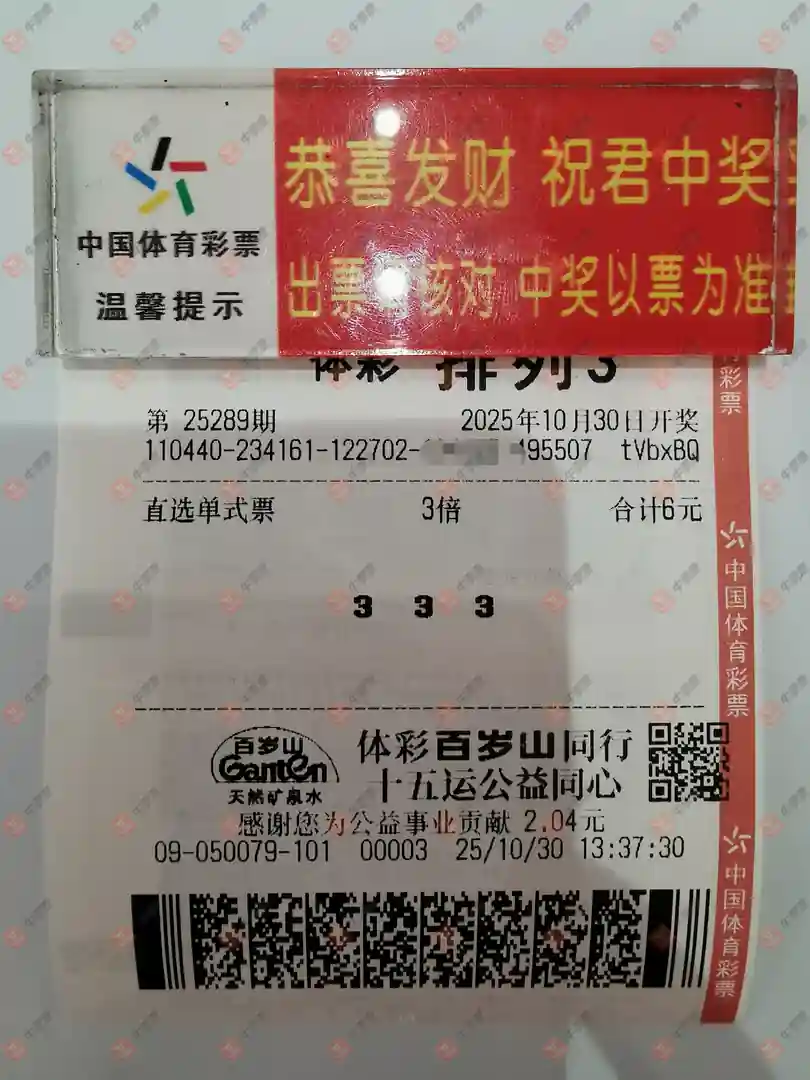 中国体育彩票
温馨提示
恭喜发财 祝君中奖
出票 核对 中奖以票为准
体彩 排列3
第 25289期 2025年10月30日开奖
110440-234161-122702- 495507 tVbxBQ
直选单式票 3倍 合计6元
3 3 3
百岁山
Ganten
天然矿泉水
体彩百岁山同行
十五运公益同心
感谢您为公益事业贡献 2.04元
09-050079-101 00003 25/10/30 13:37:30
彩票
中国体育彩票
中国体育彩票